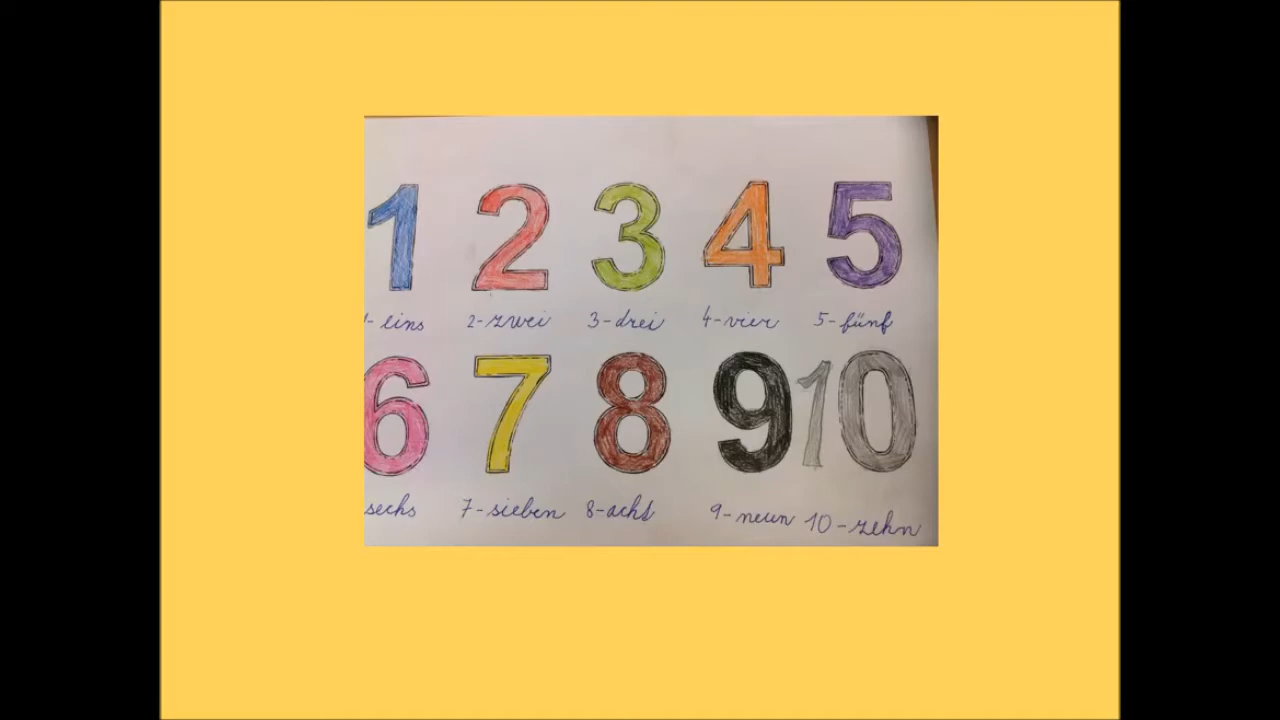 1 2 3 4 5
1- eins 2-zwei 3-drei 4-vier 5-fünf
6 7 8 9 10
sechs 7-sieben 8-acht 9-neun 10-zehn